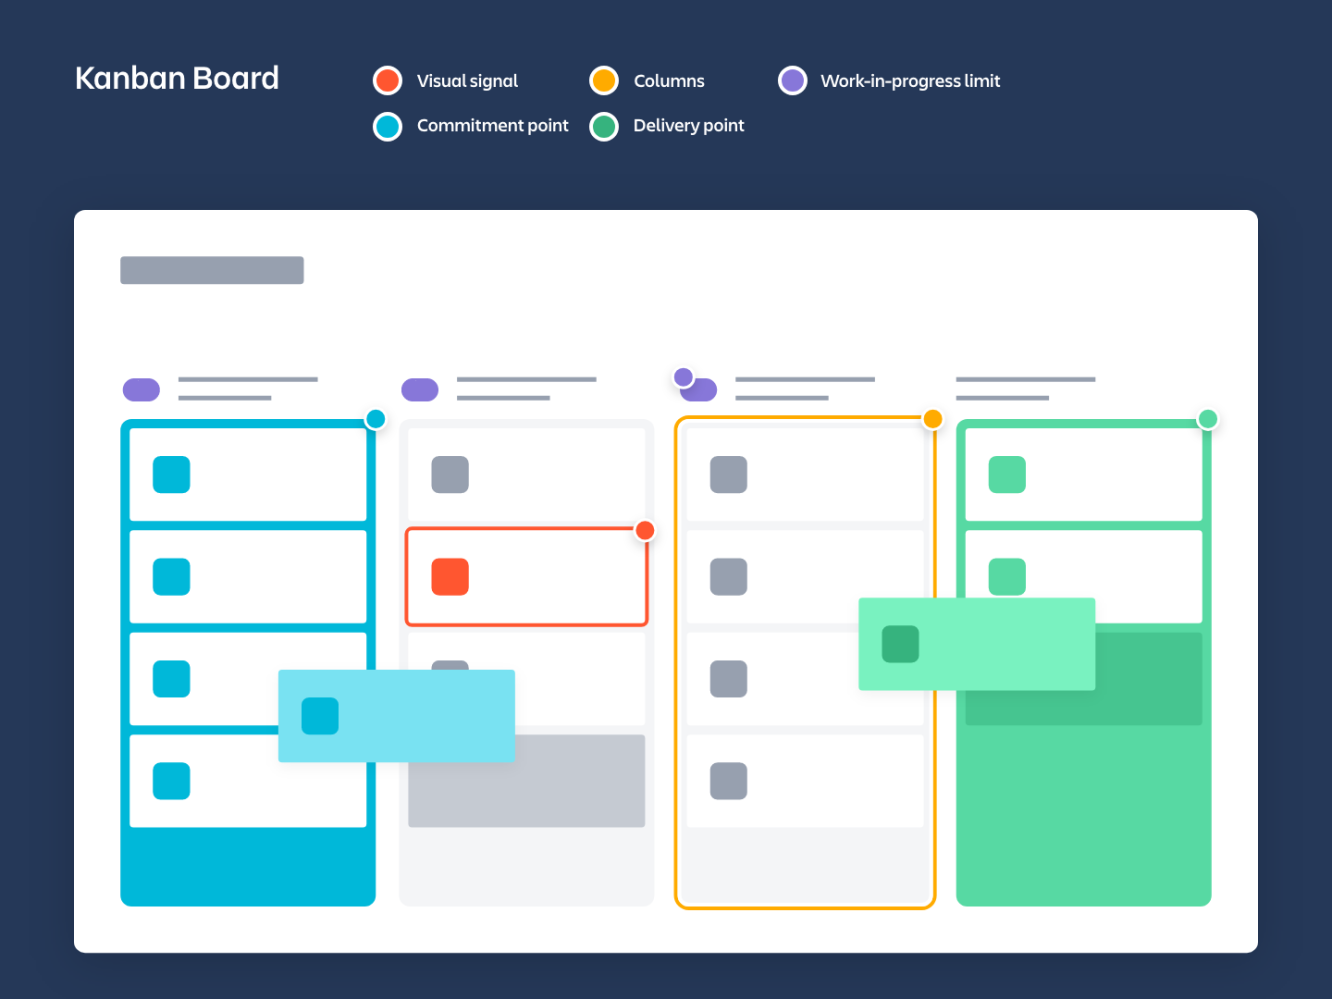 Kanban Board
Visual signal
Columns
Work-in-progress limit
Commitment point
Delivery point